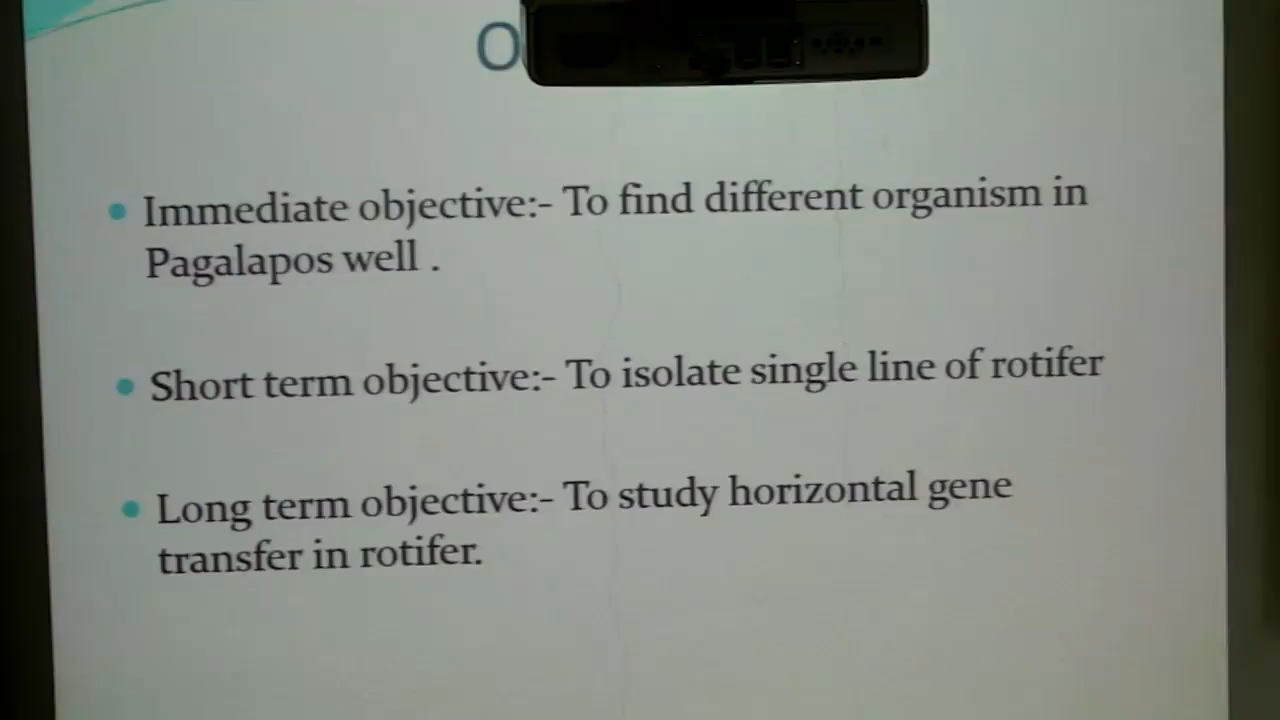 Immediate objective:- To find different organism in
Pagalapos well .
Short term objective:- To isolate single line of rotifer
Long term objective:- To study horizontal gene
transfer in rotifer.